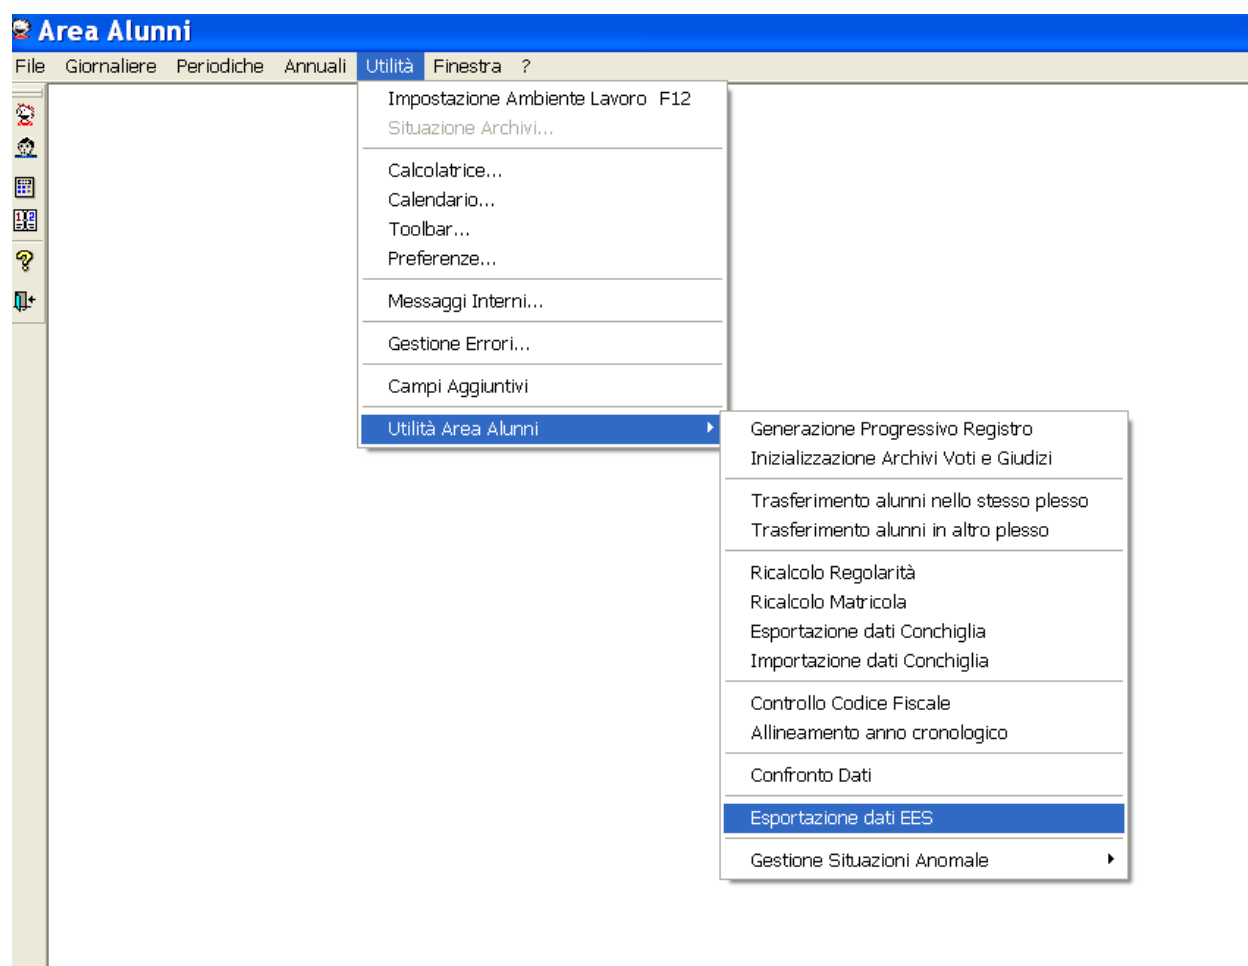 Area Alunni
File Giornaliere Periodiche Annuali Utilità Finestra ?
Impostazione Ambiente Lavoro F12
Situazione Archivi...
Calcolatrice...
Calendario...
Toolbar...
Preferenze...
Messaggi Interni...
Gestione Errori...
Campi Aggiuntivi
Utilità Area Alunni
Generazione Progressivo Registro
Inizializzazione Archivi Voti e Giudizi
Trasferimento alunni nello stesso plesso
Trasferimento alunni in altro plesso
Ricalcolo Regolarità
Ricalcolo Matricola
Esportazione dati Conchiglia
Importazione dati Conchiglia
Controllo Codice Fiscale
Allineamento anno cronologico
Confronto Dati
Esportazione dati EES
Gestione Situazioni Anomale